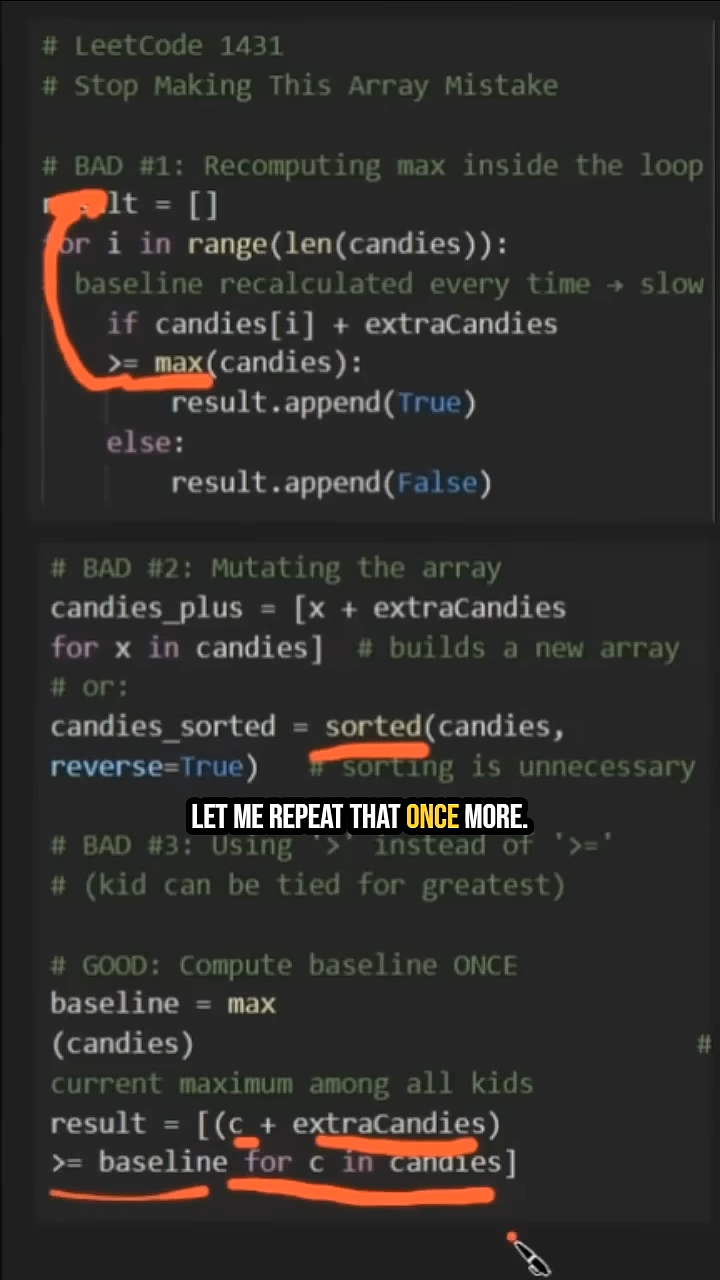 # LeetCode 1431
# Stop Making This Array Mistake
# BAD #1: Recomputing max inside the loop
result = []
for i in range(len(candies)):
baseline recalculated every time → slow
if candies[i] + extraCandies
>= max(candies):
result.append(True)
else:
result.append(False)
# BAD #2: Mutating the array
candies_plus = [x + extraCandies
for x in candies]  # builds a new array
# or:
candies_sorted = sorted(candies,
reverse=True)   # sorting is unnecessary
LET ME REPEAT THAT ONCE MORE.
# BAD #3: Using '>' instead of '>='
# (kid can be tied for greatest)
# GOOD: Compute baseline ONCE
baseline = max
(candies) #
current maximum among all kids
result = [(c + extraCandies)
>= baseline for c in candies]